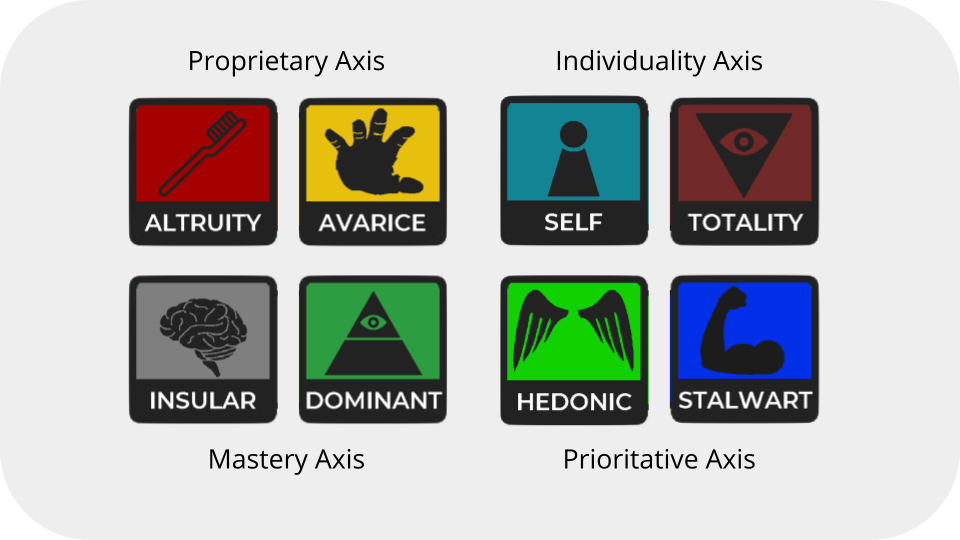 Proprietary Axis
Individuality Axis
ALTRUITY
AVARICE
SELF
TOTALITY
INSULAR
DOMINANT
HEDONIC
STALWART
Mastery Axis
Prioritative Axis